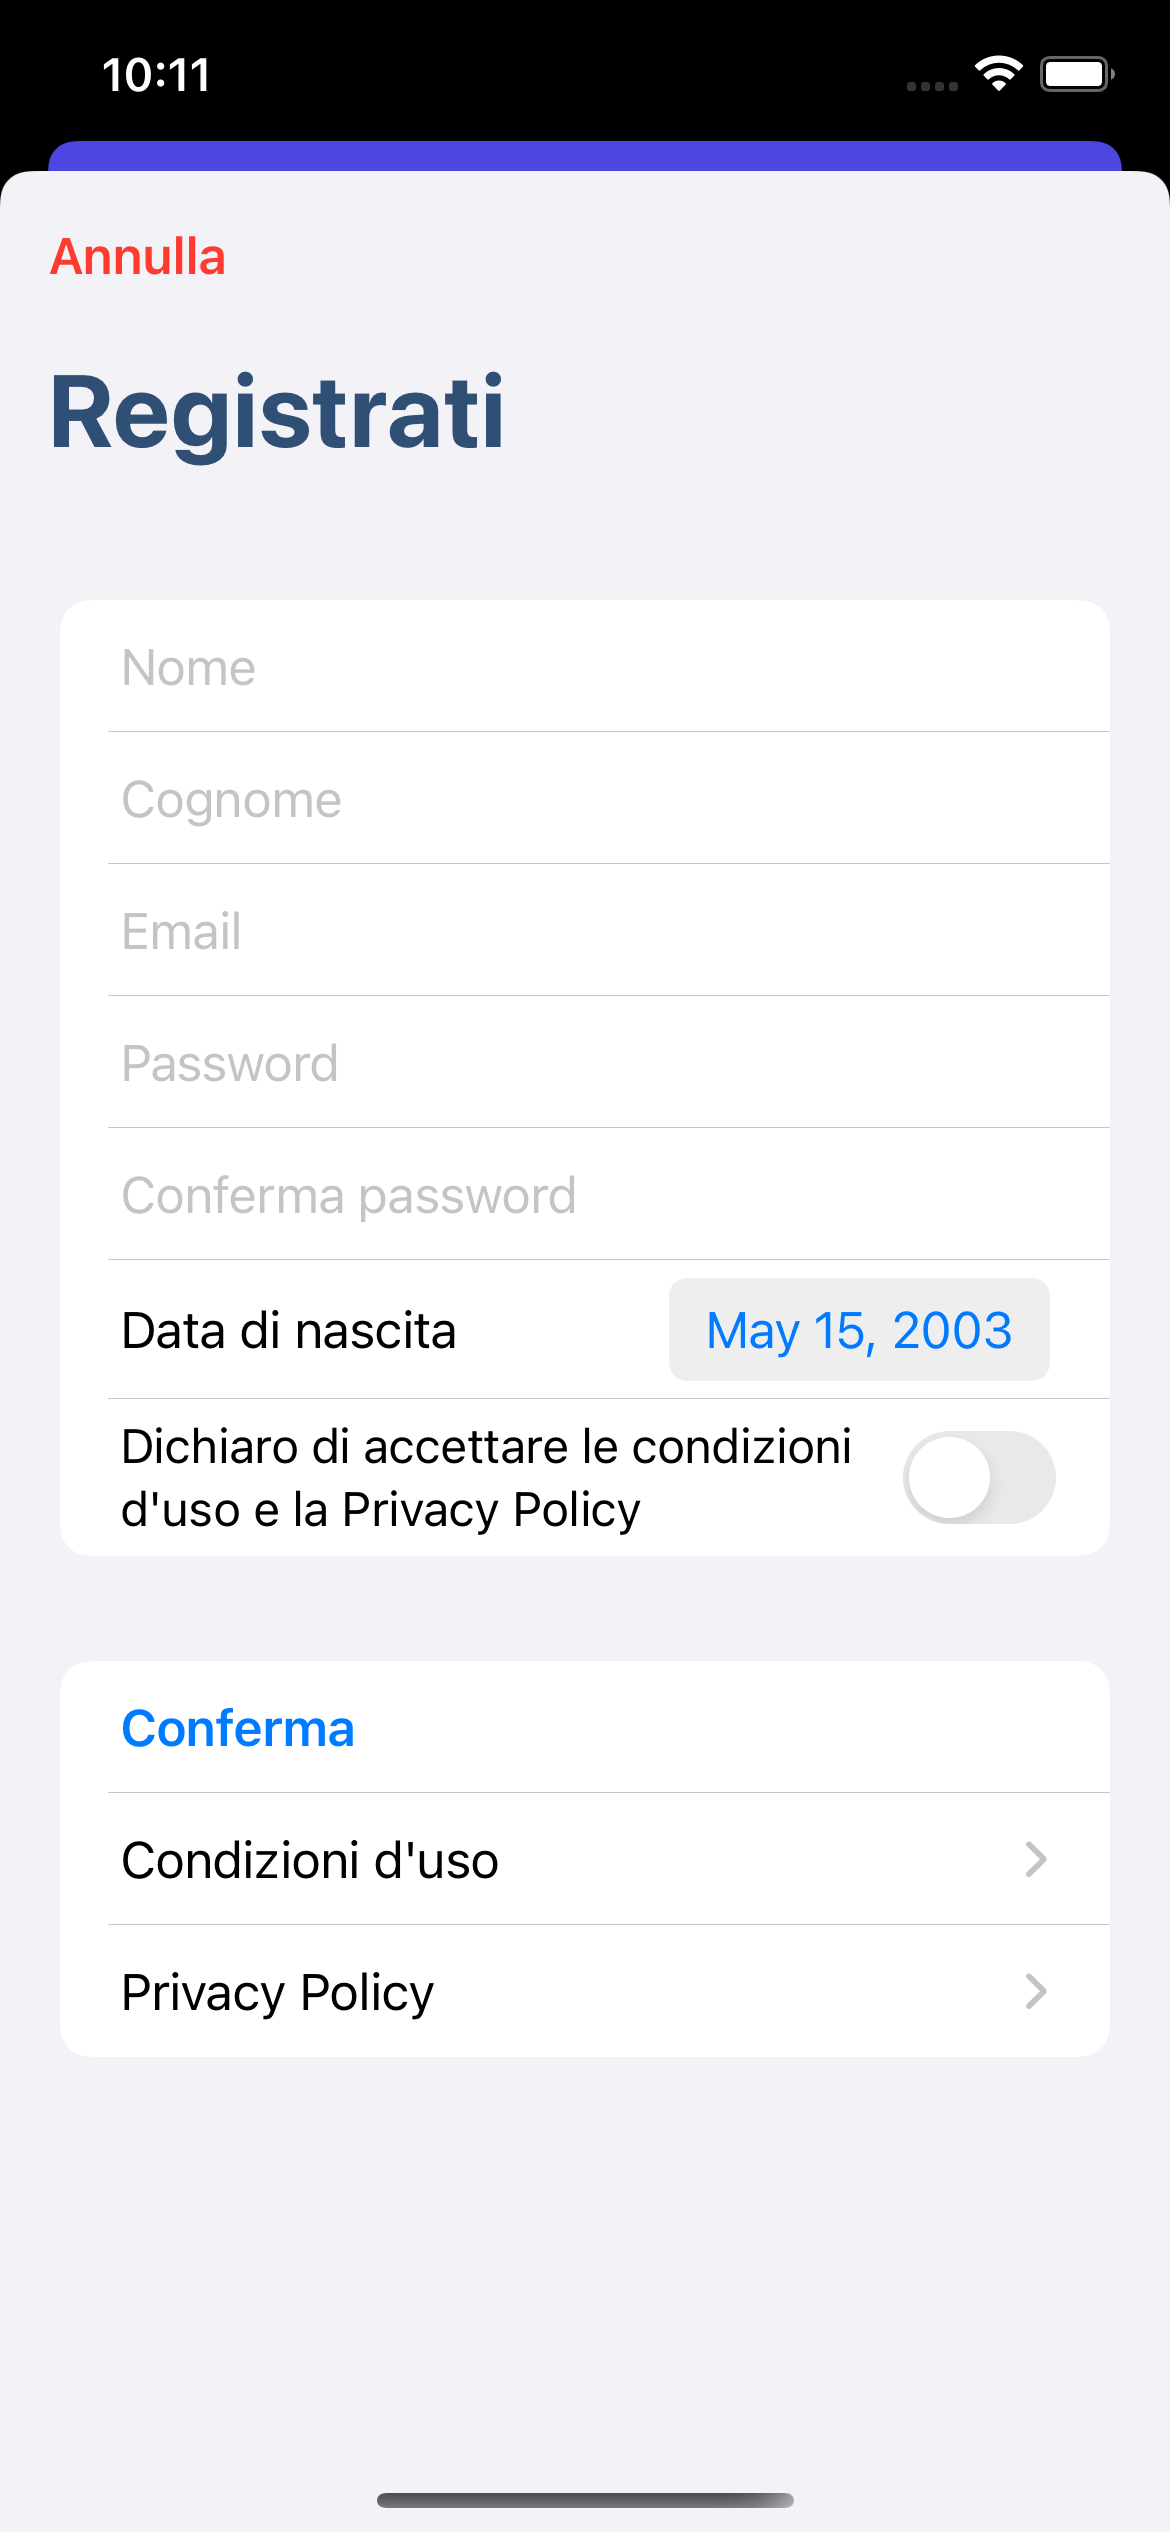 10:11
Annulla
Registrati
Nome
Cognome
Email
Password
Conferma password
Data di nascita
May 15, 2003
Dichiaro di accettare le condizioni
d'uso e la Privacy Policy
Conferma
Condizioni d'uso
Privacy Policy